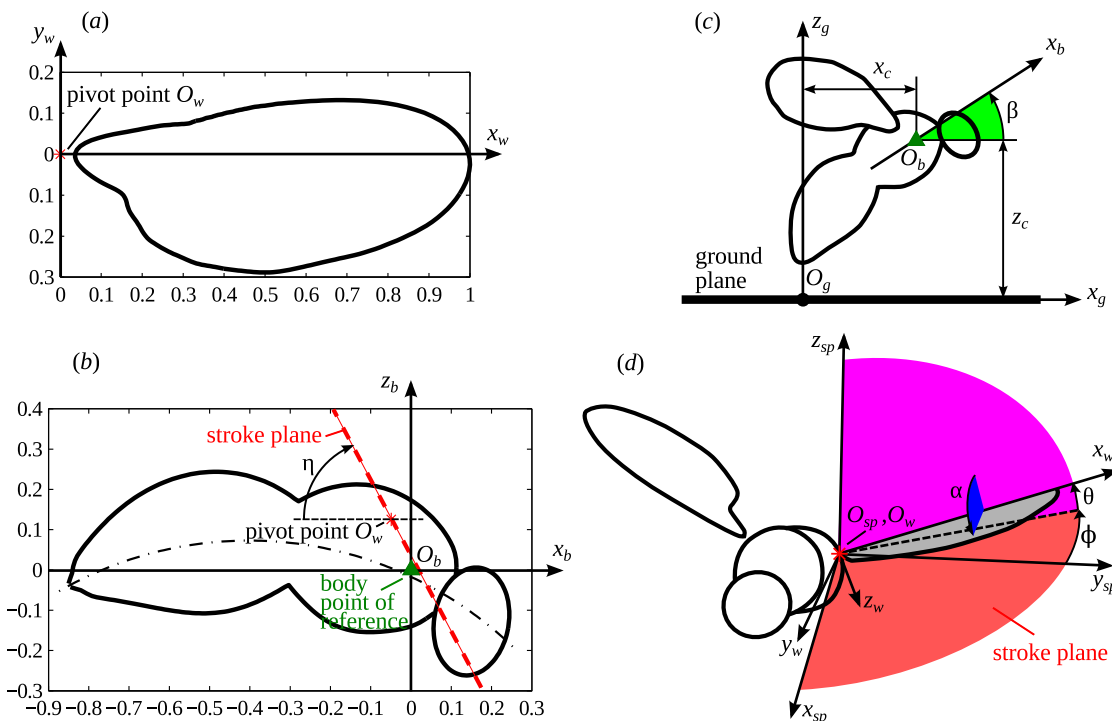 (a)
y_w
0.2
0.1
0
0.1
0.2
0.3
pivot point O_w
x_w
0 0.1 0.2 0.3 0.4 0.5 0.6 0.7 0.8 0.9 1
(b)
z_b
0.4
0.3
0.2
0.1
0
−0.1
−0.2
−0.3
stroke plane
η
pivot point O_w
O_b
x_b
body
point of
reference
−0.9 −0.8 −0.7 −0.6 −0.5 −0.4 −0.3 −0.2 −0.1 0 0.1 0.2 0.3
(c)
z_g
x_c
x_b
β
O_b
z_c
ground
plane
O_g
x_g
(d)
z_sp
x_w
α
θ
O_sp,O_w
ϕ
y_sp
z_w
y_w
stroke plane
x_sp